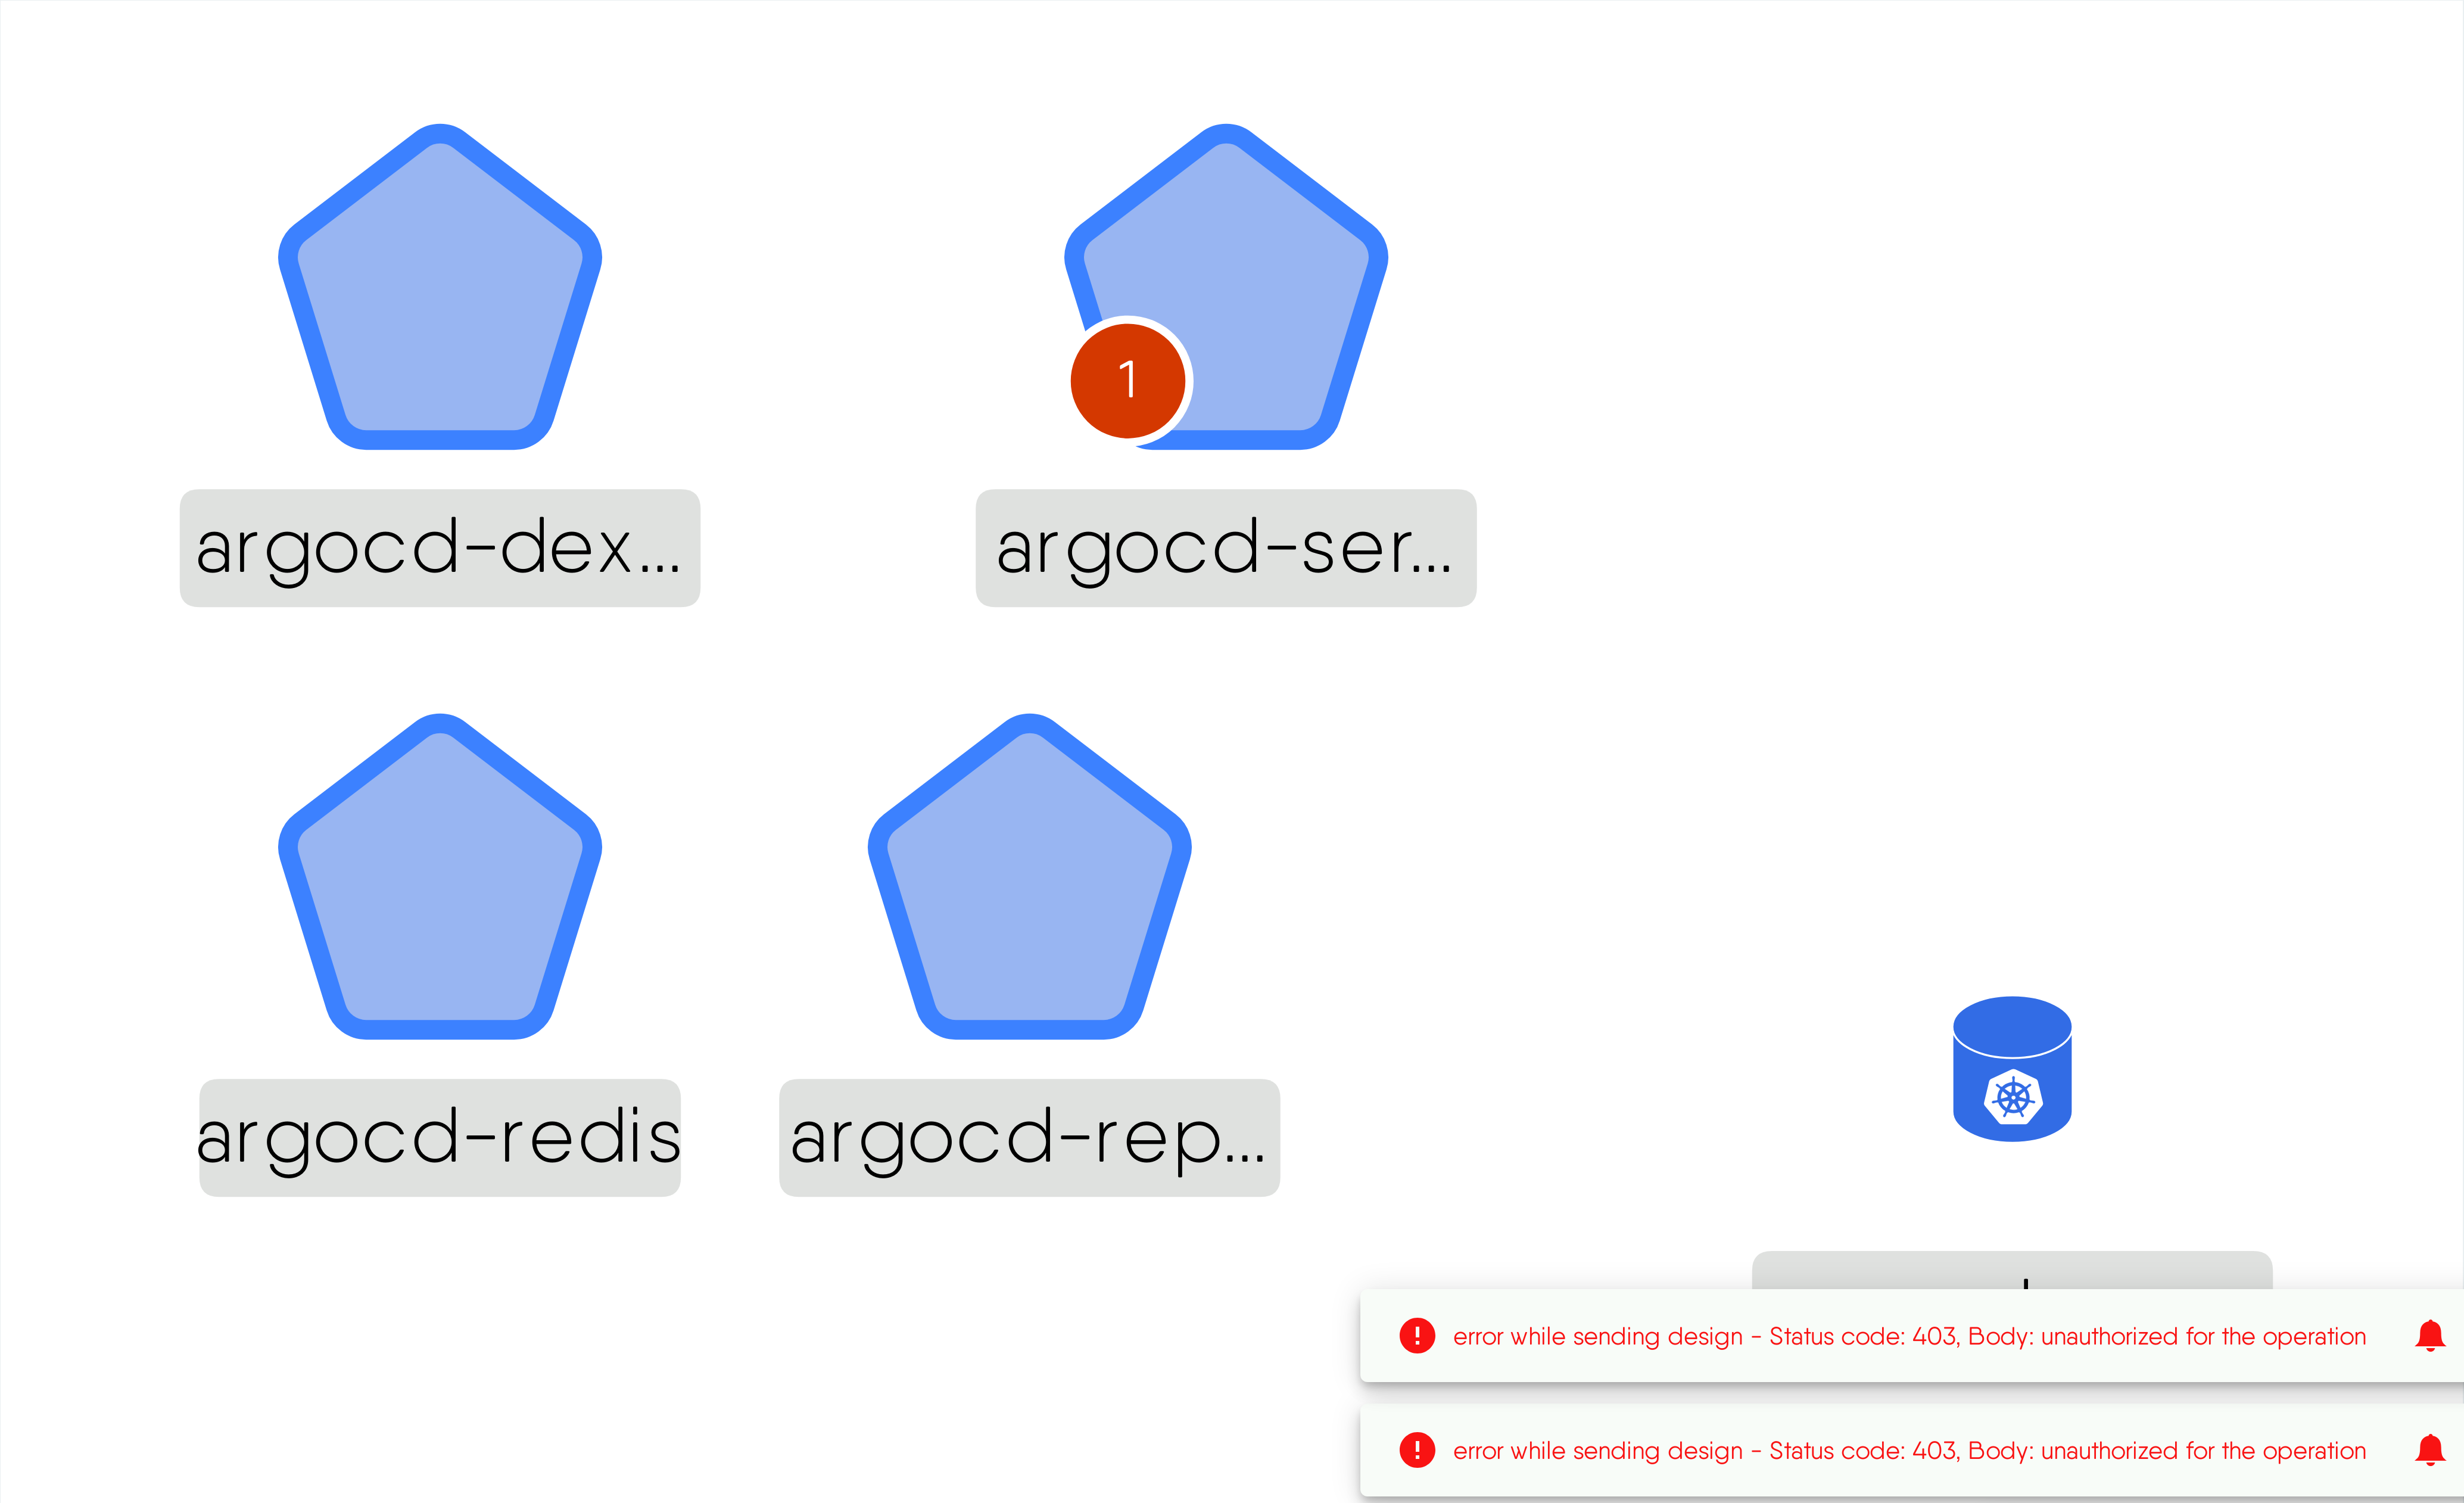 1
argocd-dex...
argocd-ser...
argocd-redis
argocd-rep...
error while sending design - Status code: 403, Body: unauthorized for the operation
error while sending design - Status code: 403, Body: unauthorized for the operation